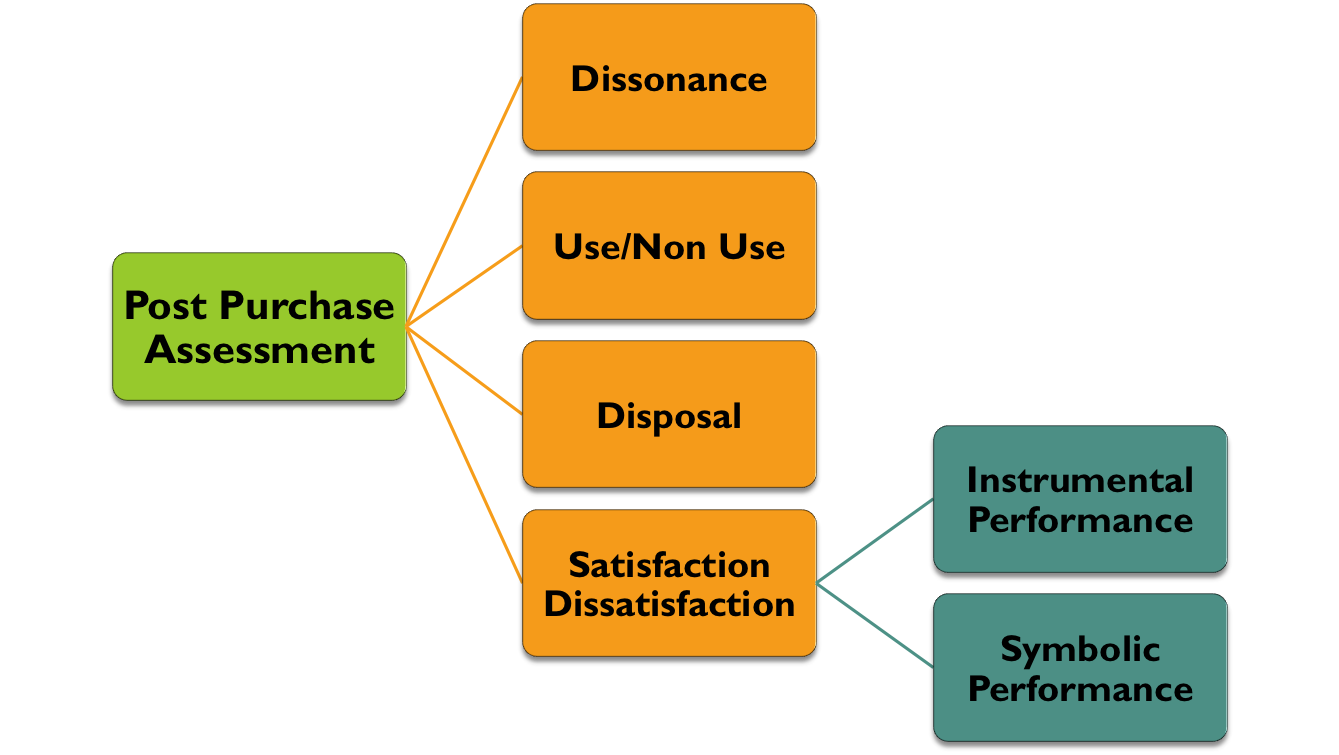 Dissonance
Use/Non Use
Post Purchase
Assessment
Disposal
Satisfaction
Dissatisfaction
Instrumental
Performance
Symbolic
Performance